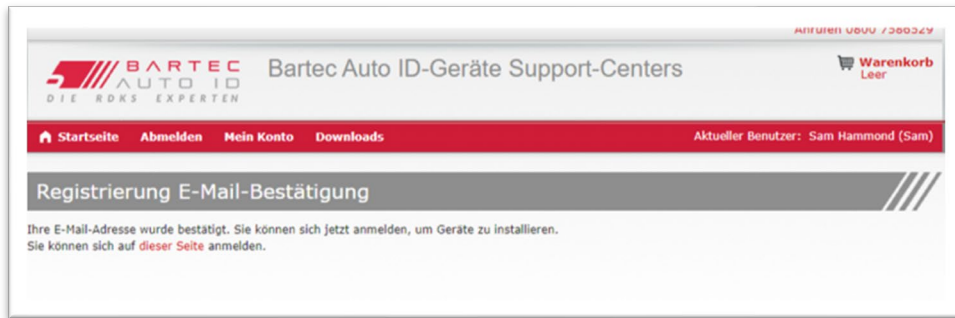 Anrufen 0800 7586529
BARTEC
AUTO ID
DIE RDKS EXPERTEN
Bartec Auto ID-Geräte Support-Centers
Warenkorb
Leer
Startseite Abmelden Mein Konto Downloads Aktueller Benutzer: Sam Hammond (Sam)
Registrierung E-Mail-Bestätigung
Ihre E-Mail-Adresse wurde bestätigt. Sie können sich jetzt anmelden, um Geräte zu installieren.
Sie können sich auf dieser Seite anmelden.